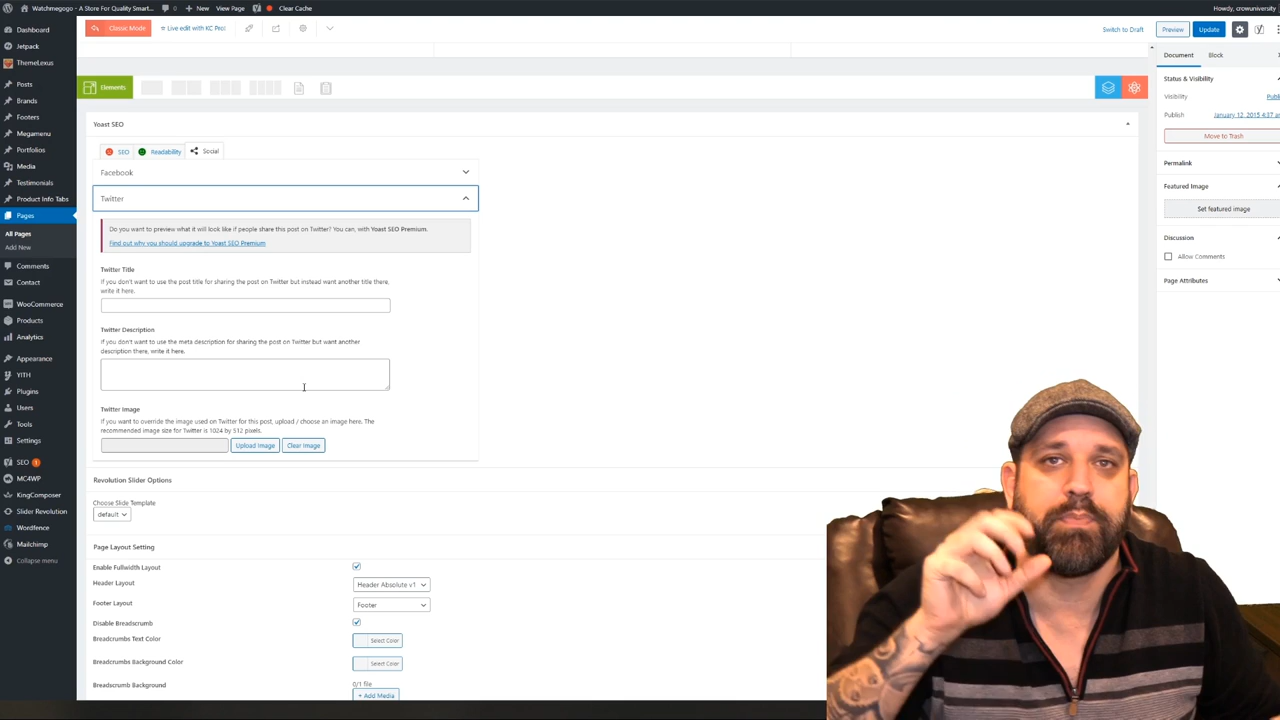 Watchmegogo - A Store For Quality Smart... 0 New View Page Clear Cache Howdy, crowuniversity
Classic Mode Live edit with KC Pro! Switch to Draft Preview Update
Dashboard
Jetpack
ThemeLexus
Posts
Brands
Footers
Megamenu
Portfolios
Media
Testimonials
Product Info Tabs
Pages
All Pages
Add New
Comments
Contact
WooCommerce
Products
Analytics
Appearance
YITH
Plugins
Users
Tools
Settings
SEO 1
MC4WP
KingComposer
Slider Revolution
Wordfence
Mailchimp
Collapse menu
Elements
Yoast SEO
SEO Readability Social
Facebook
Twitter
Do you want to preview what it will look like if people share this post on Twitter? You can, with Yoast SEO Premium.
Find out why you should upgrade to Yoast SEO Premium
Twitter Title
If you don't want to use the post title for sharing the post on Twitter but instead want another title there,
write it here.
Twitter Description
If you don't want to use the meta description for sharing the post on Twitter but want another
description there, write it here.
Twitter Image
If you want to override the image used on Twitter for this post, upload / choose an image here. The
recommended image size for Twitter is 1024 by 512 pixels.
Upload Image Clear Image
Revolution Slider Options
Choose Slide Template
default
Page Layout Setting
Enable Fullwidth Layout
Header Layout Header Absolute v1
Footer Layout Footer
Disable Breadcrumb
Breadcrumbs Text Color Select Color
Breadcrumbs Background Color Select Color
Breadcrumb Background 0/1 file
+ Add Media
Document Block
Status & Visibility
Visibility Publi
Publish January 12, 2015 4:37 a
Move to Trash
Permalink
Featured Image
Set featured image
Discussion
Allow Comments
Page Attributes